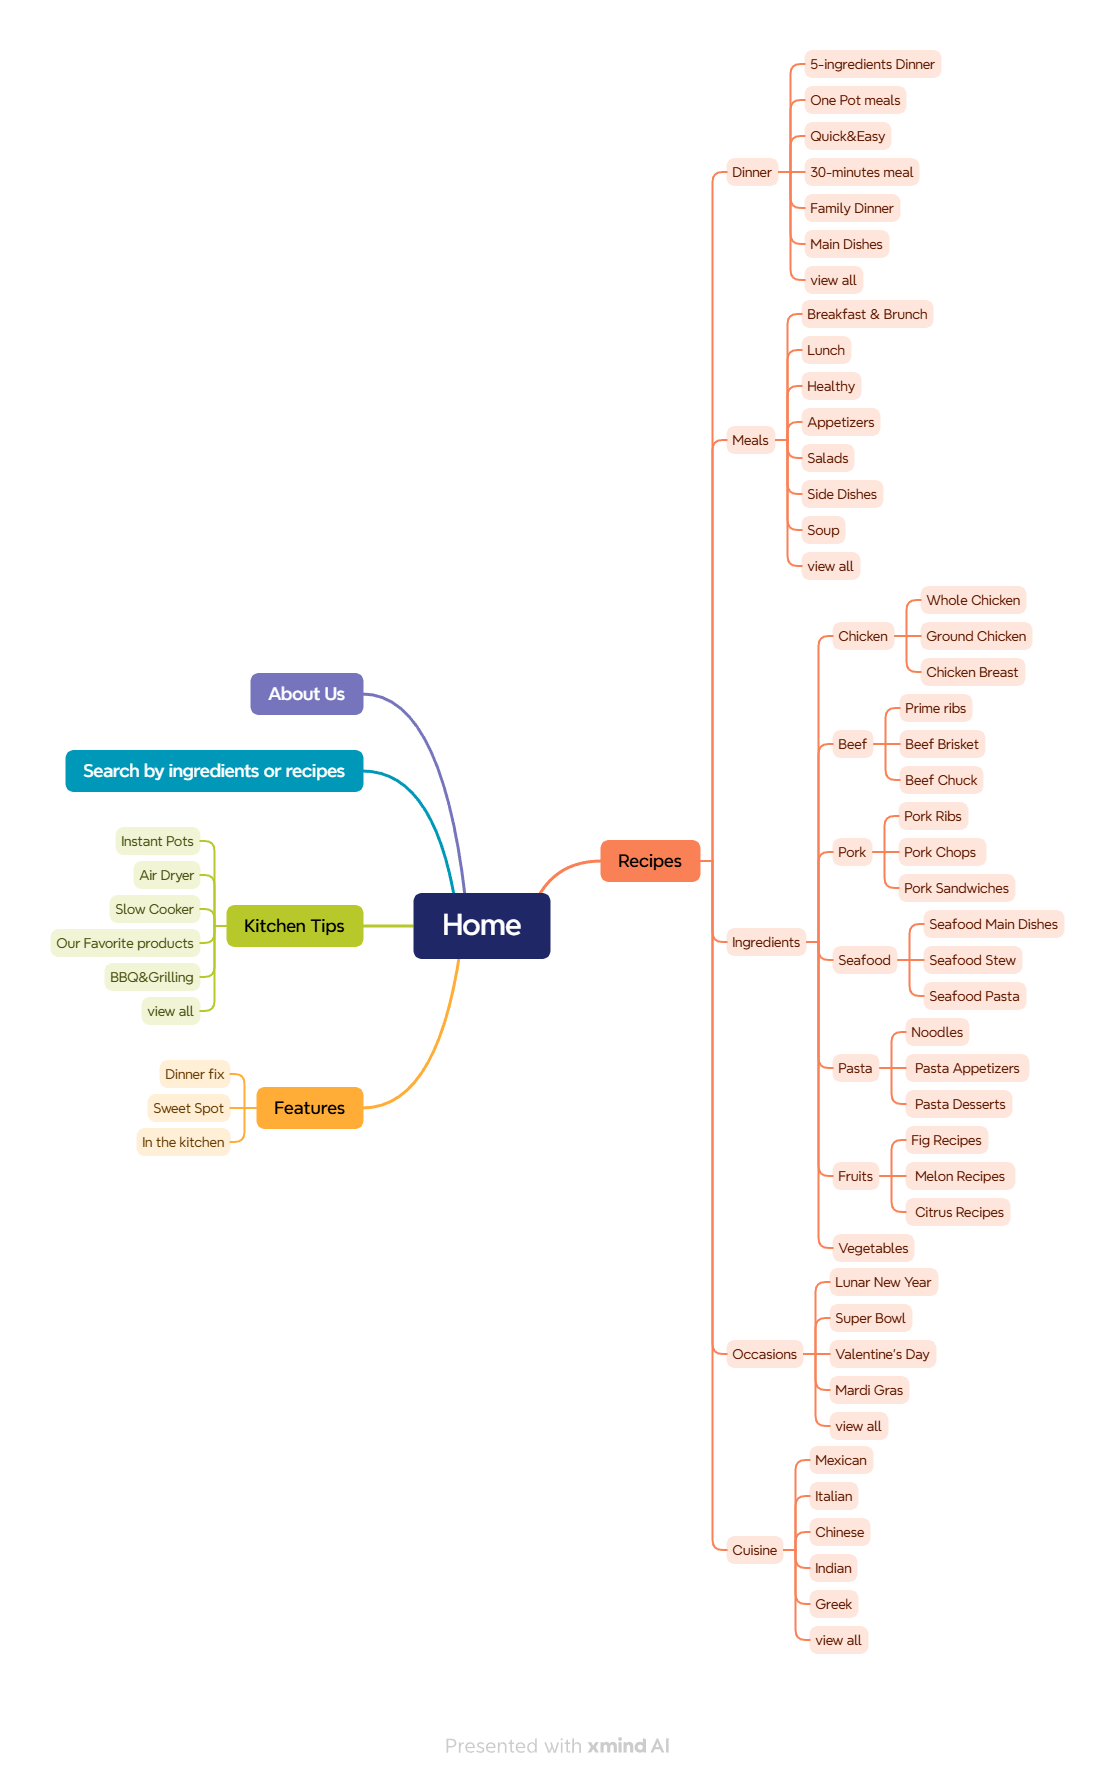 Home
Recipes
Dinner
5-ingredients Dinner
One Pot meals
Quick&Easy
30-minutes meal
Family Dinner
Main Dishes
view all
Meals
Breakfast & Brunch
Lunch
Healthy
Appetizers
Salads
Side Dishes
Soup
view all
Ingredients
Chicken
Whole Chicken
Ground Chicken
Chicken Breast
Beef
Prime ribs
Beef Brisket
Beef Chuck
Pork
Pork Ribs
Pork Chops
Pork Sandwiches
Seafood
Seafood Main Dishes
Seafood Stew
Seafood Pasta
Pasta
Noodles
Pasta Appetizers
Pasta Desserts
Fruits
Fig Recipes
Melon Recipes
Citrus Recipes
Vegetables
Occasions
Lunar New Year
Super Bowl
Valentine's Day
Mardi Gras
view all
Cuisine
Mexican
Italian
Chinese
Indian
Greek
view all
About Us
Search by ingredients or recipes
Kitchen Tips
Instant Pots
Air Dryer
Slow Cooker
Our Favorite products
BBQ&Grilling
view all
Features
Dinner fix
Sweet Spot
In the kitchen
Presented with xmind AI